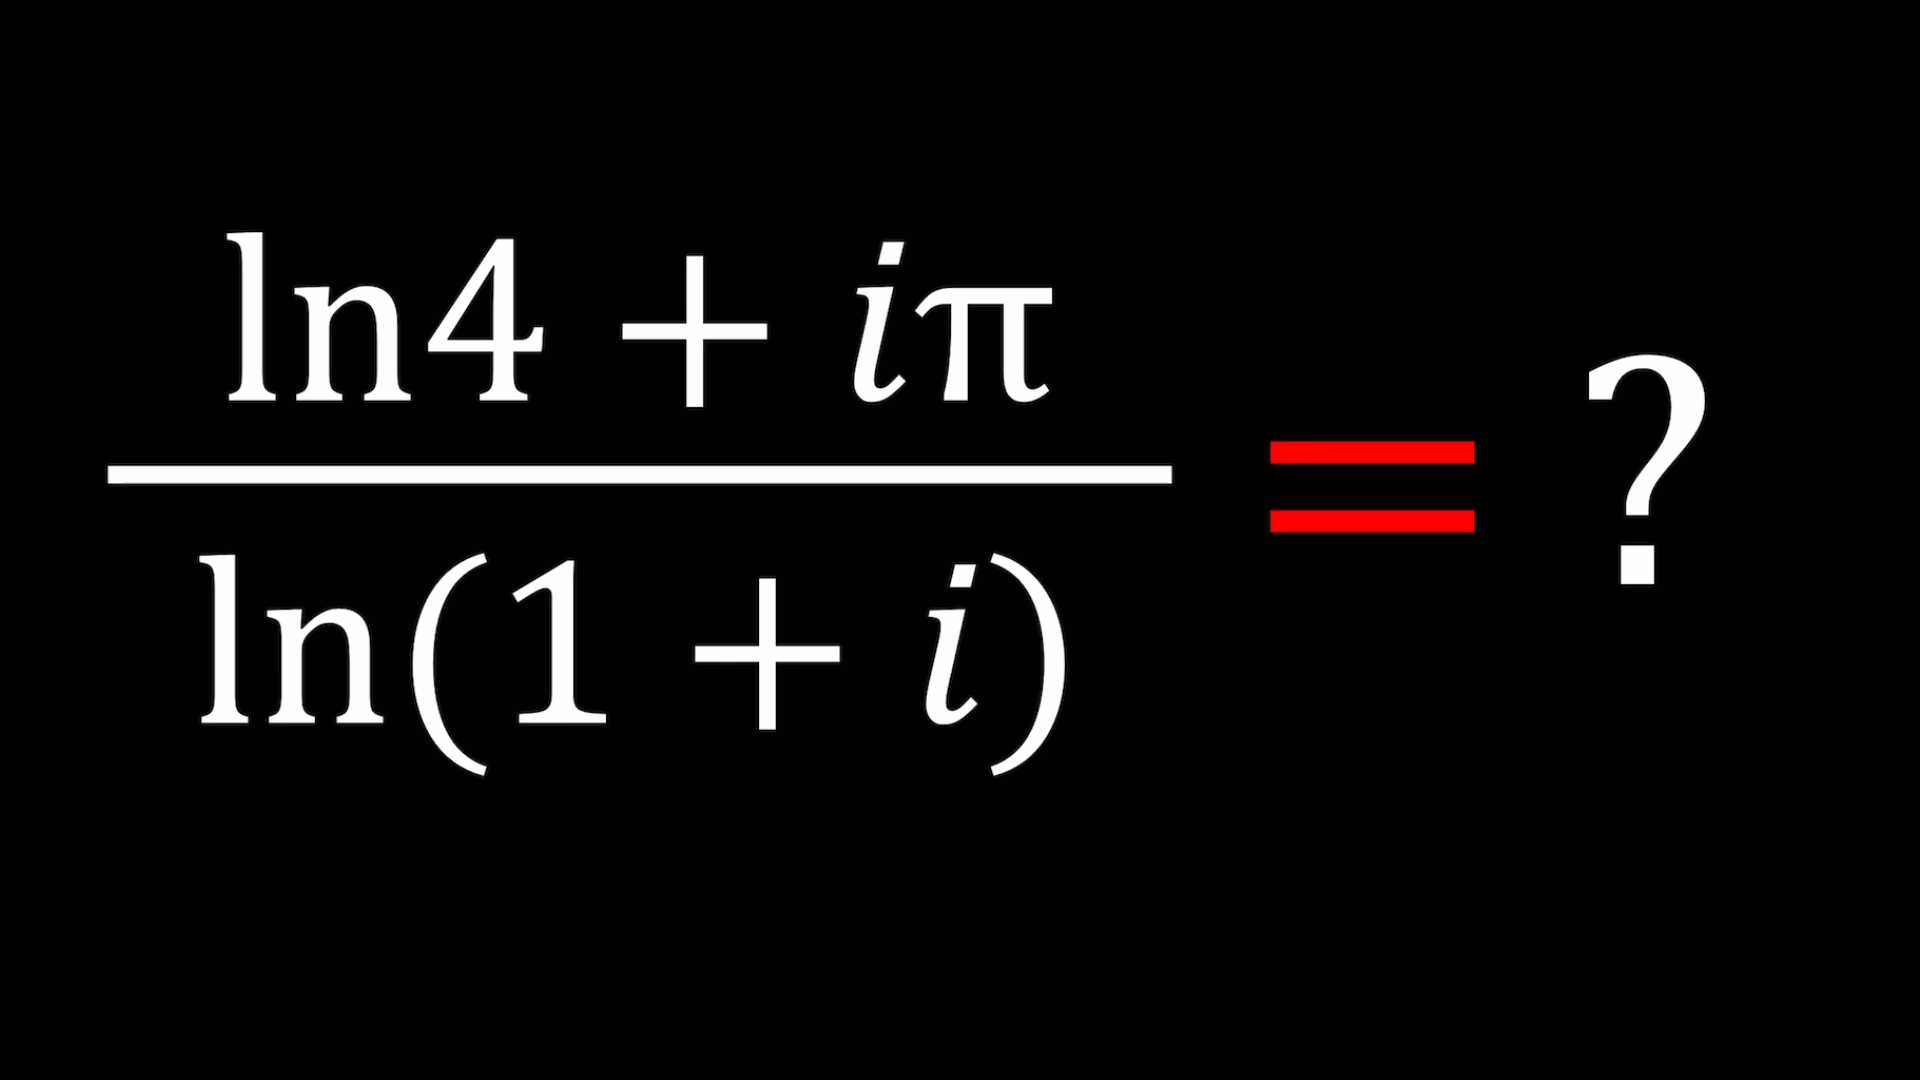 ln4 + iπ
ln(1 + i)
= ?